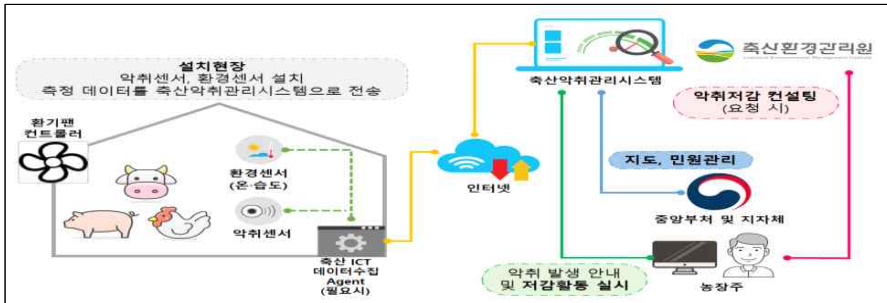 설치현장
악취센서, 환경센서 설치
측정 데이터를 축산악취관리시스템으로 전송
환기팬
컨트롤러
환경센서
(온·습도)
악취센서
축산 ICT
데이터수집
Agent
(필요시)
인터넷
축산악취관리시스템
축산환경관리원
악취저감 컨설팅
(요청 시)
지도, 민원관리
중앙부처 및 지자체
악취 발생 안내
및 저감활동 실시
농장주